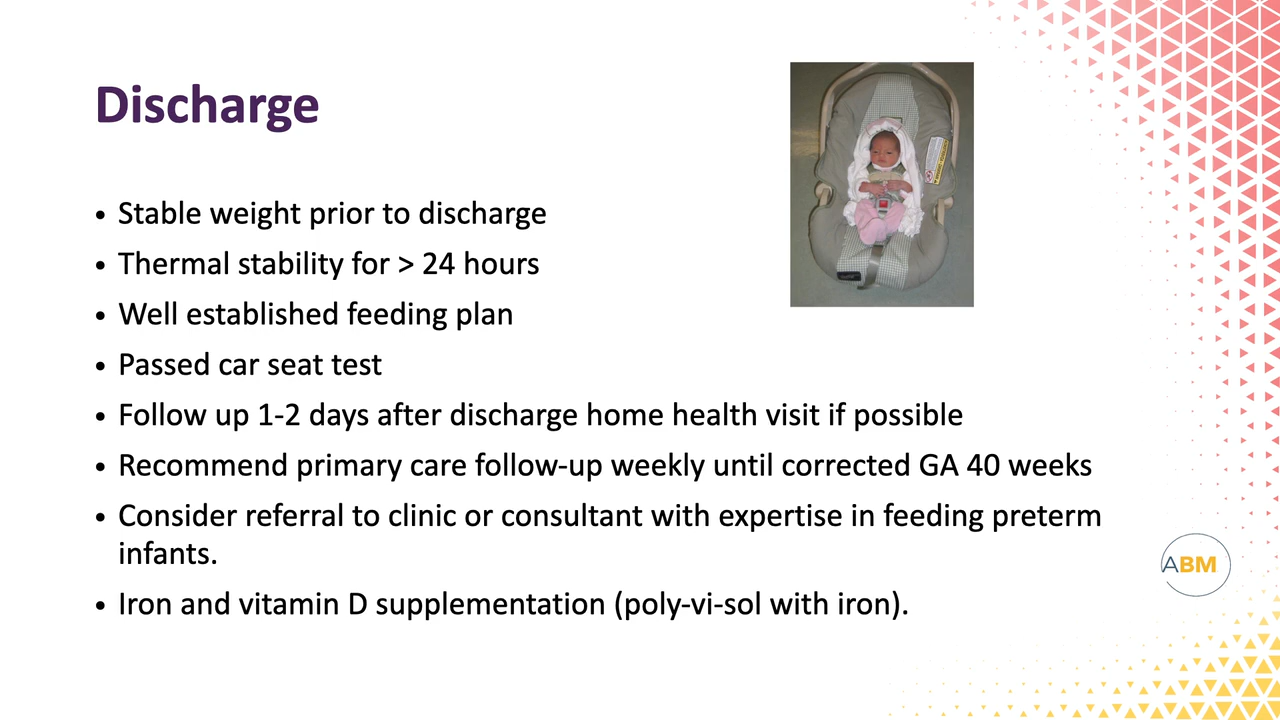 Discharge
• Stable weight prior to discharge
• Thermal stability for > 24 hours
• Well established feeding plan
• Passed car seat test
• Follow up 1-2 days after discharge home health visit if possible
• Recommend primary care follow-up weekly until corrected GA 40 weeks
• Consider referral to clinic or consultant with expertise in feeding preterm
infants.
• Iron and vitamin D supplementation (poly-vi-sol with iron).
ABM